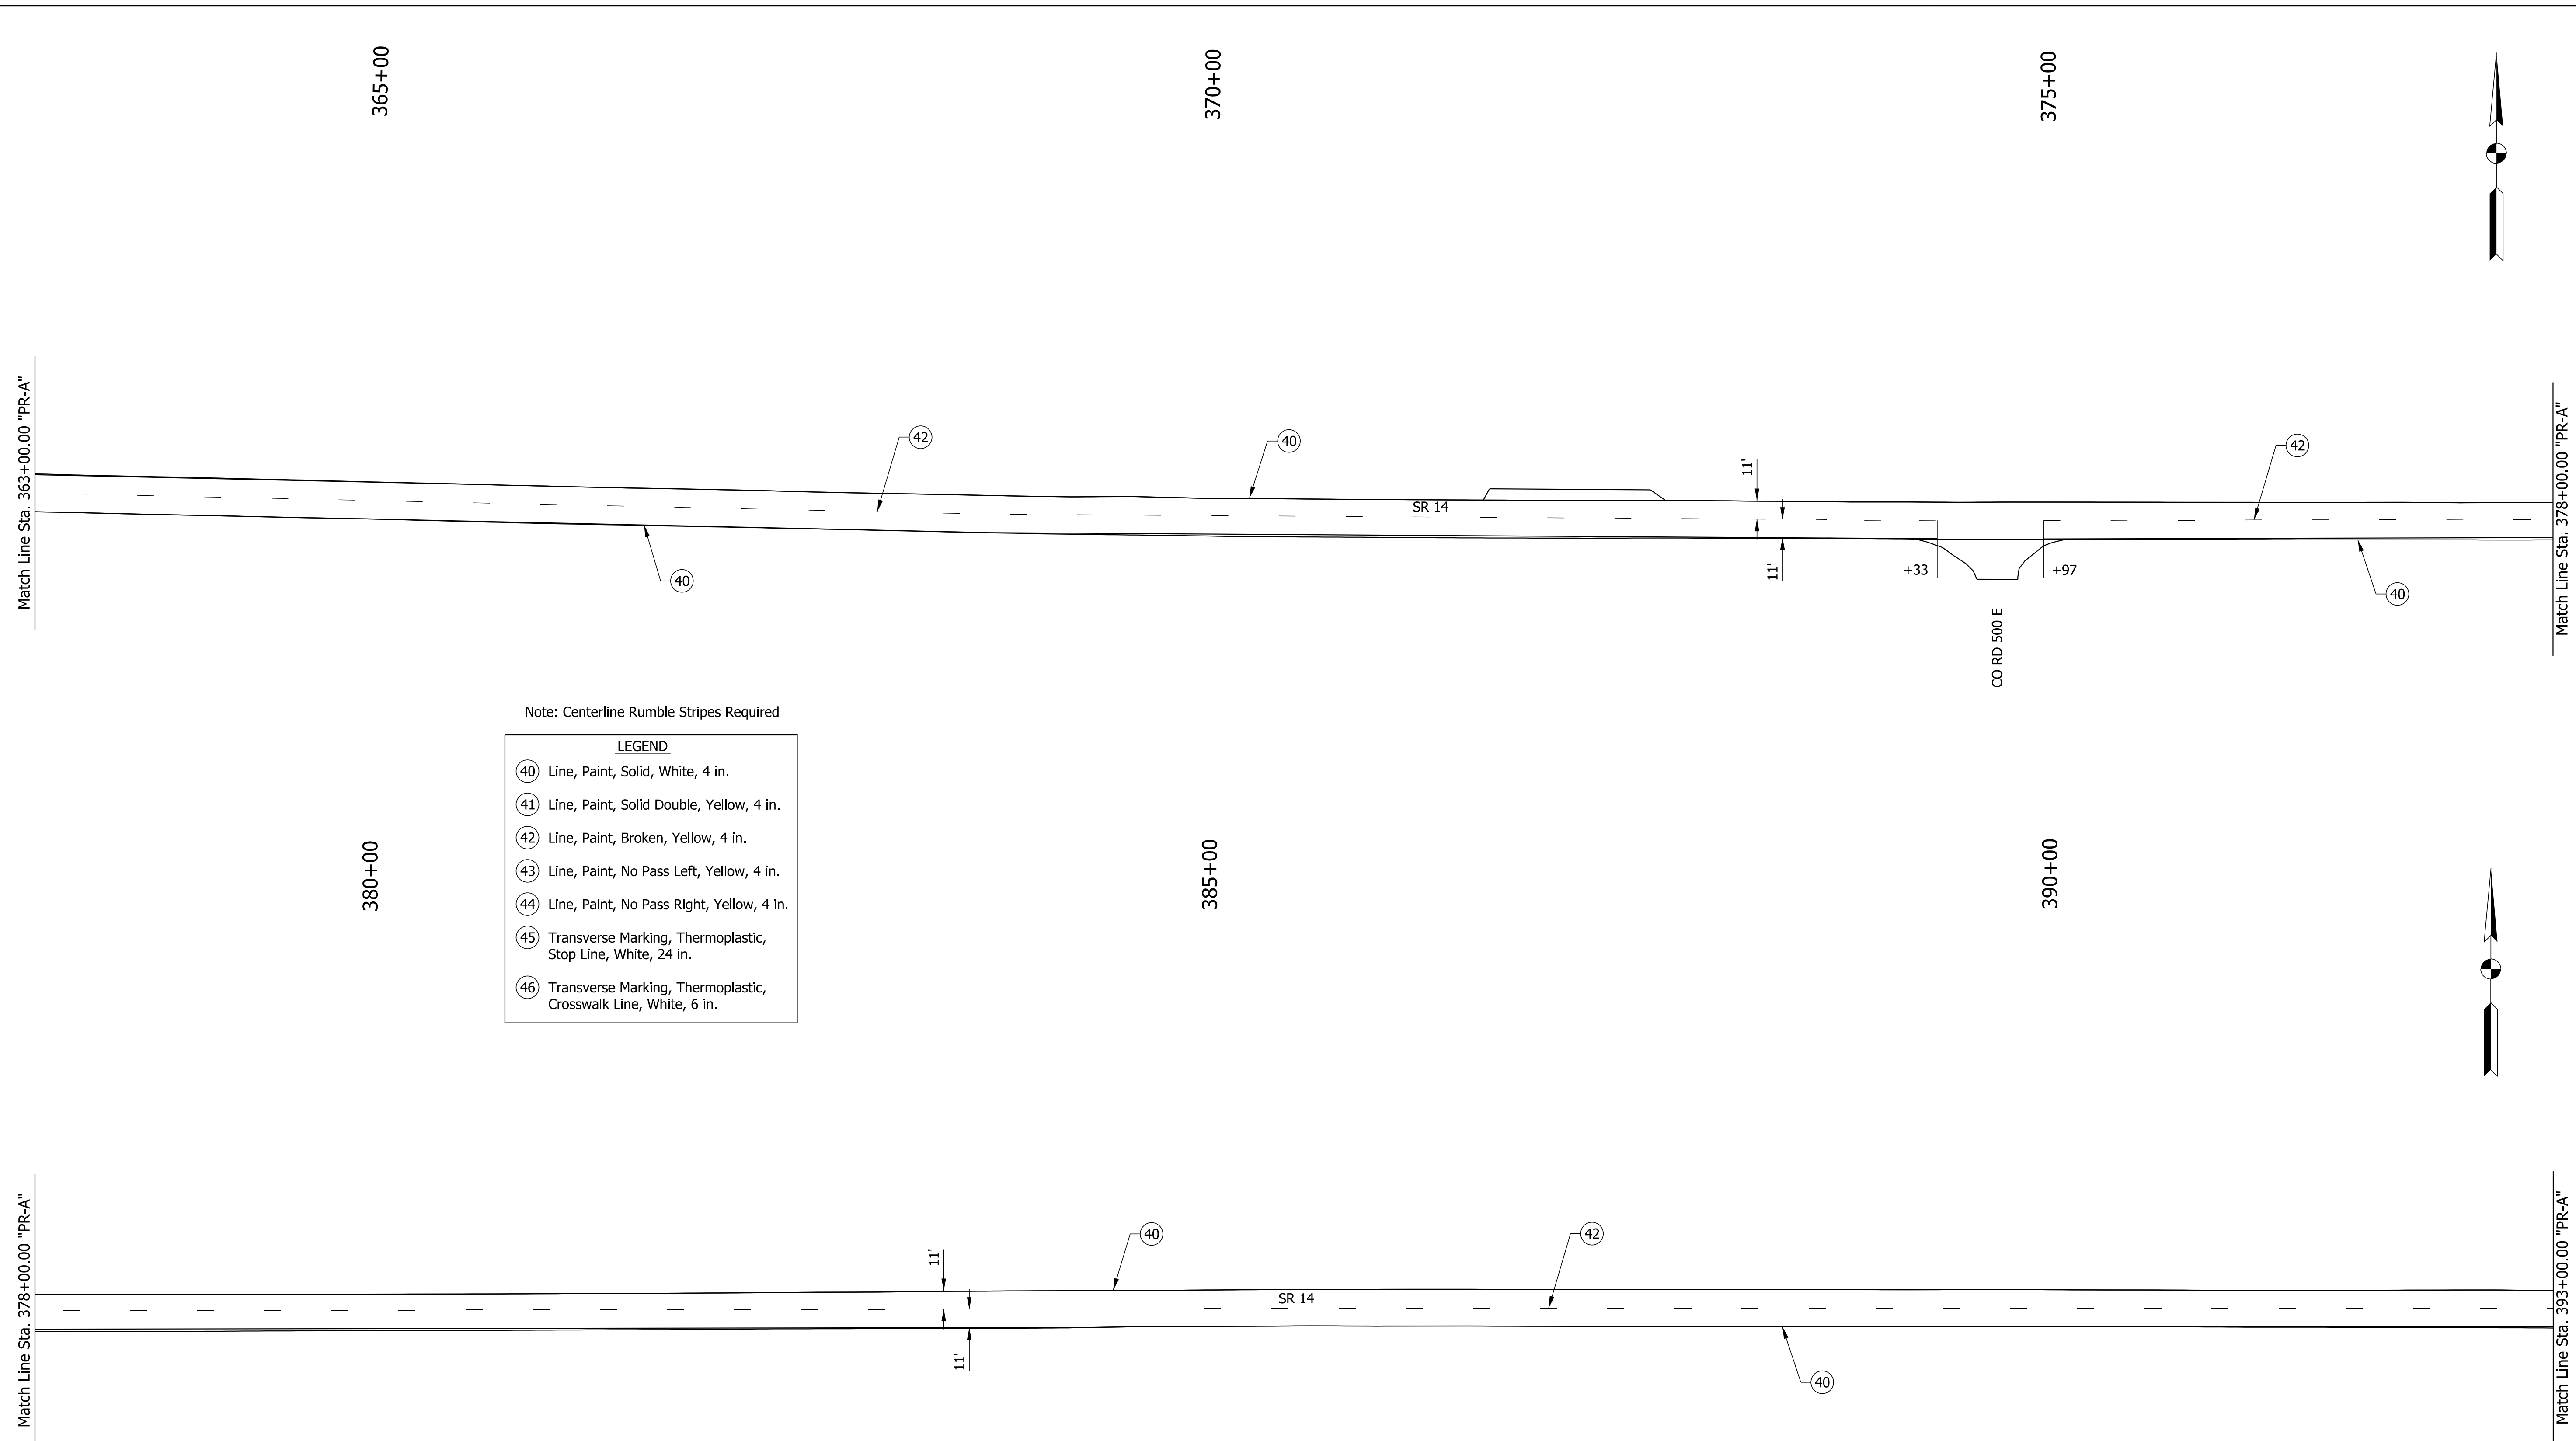 365+00
370+00
375+00
Match Line Sta. 363+00.00 "PR-A"
42
40
11'
SR 14
42
40
11'
+33
+97
40
CO RD 500 E
Match Line Sta. 378+00.00 "PR-A"
Note: Centerline Rumble Stripes Required
LEGEND
40 Line, Paint, Solid, White, 4 in.
41 Line, Paint, Solid Double, Yellow, 4 in.
42 Line, Paint, Broken, Yellow, 4 in.
43 Line, Paint, No Pass Left, Yellow, 4 in.
44 Line, Paint, No Pass Right, Yellow, 4 in.
45 Transverse Marking, Thermoplastic,
Stop Line, White, 24 in.
46 Transverse Marking, Thermoplastic,
Crosswalk Line, White, 6 in.
380+00
385+00
390+00
Match Line Sta. 378+00.00 "PR-A"
11'
40
42
SR 14
11'
40
Match Line Sta. 393+00.00 "PR-A"